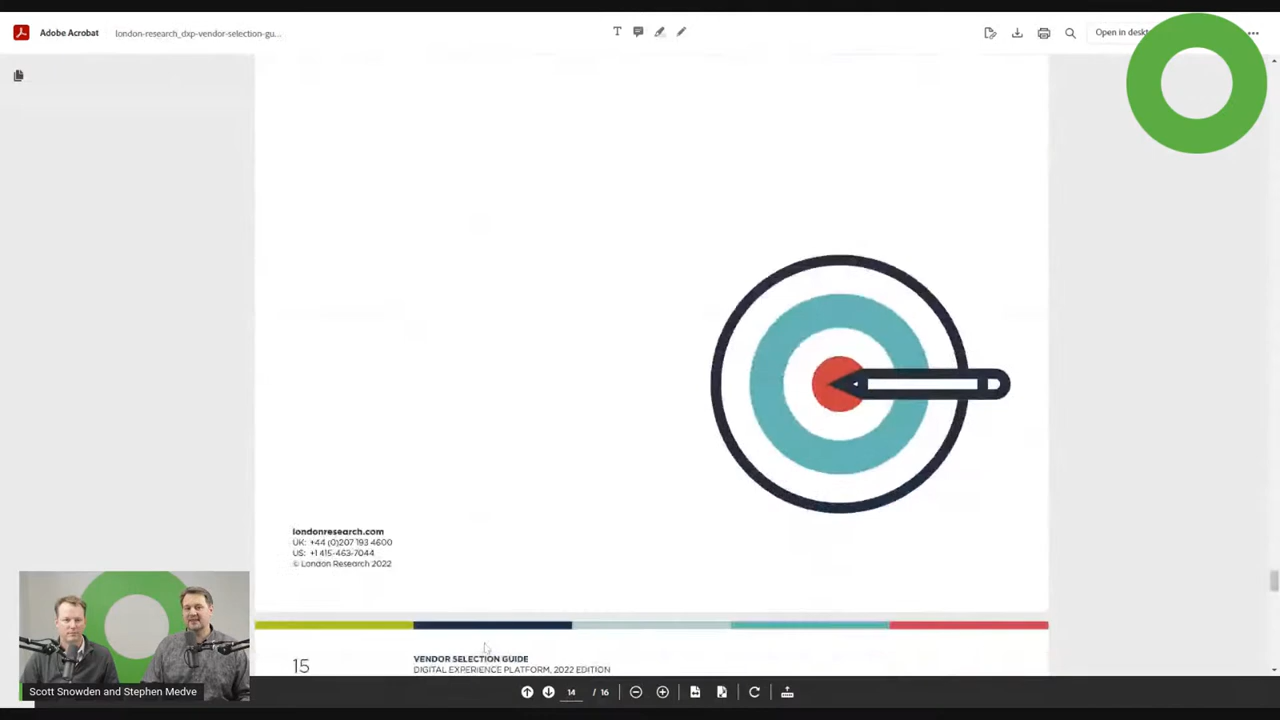 Adobe Acrobat
london-research_dxp-vendor-selection-gu...
T
Open in deskt
londonresearch.com
UK: +44 (0)207 193 4600
US: +1 415-463-7044
© London Research 2022
15
VENDOR SELECTION GUIDE
DIGITAL EXPERIENCE PLATFORM, 2022 EDITION
Scott Snowden and Stephen Medve
14 / 16